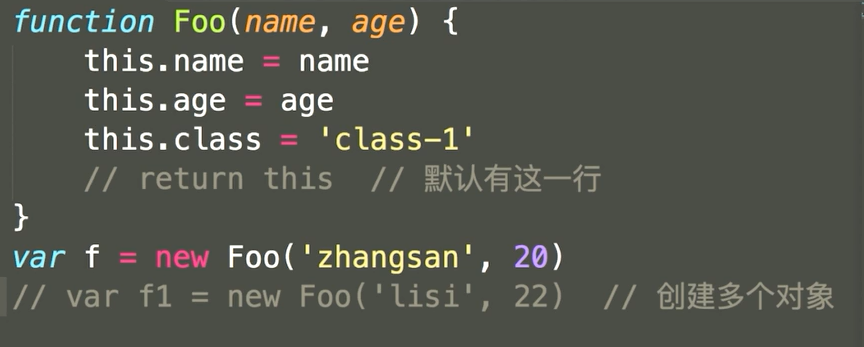 function Foo(name, age) {
    this.name = name
    this.age = age
    this.class = 'class-1'
    // return this  // 默认有这一行
}
var f = new Foo('zhangsan', 20)
// var f1 = new Foo('lisi', 22)  // 创建多个对象